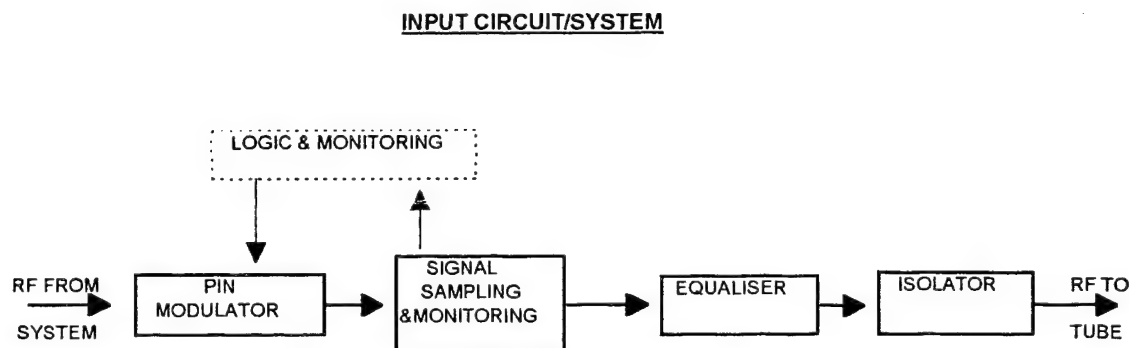 INPUT CIRCUIT/SYSTEM
LOGIC & MONITORING
RF FROM
SYSTEM
PIN
MODULATOR
SIGNAL
SAMPLING
&MONITORING
EQUALISER
ISOLATOR
RF TO
TUBE